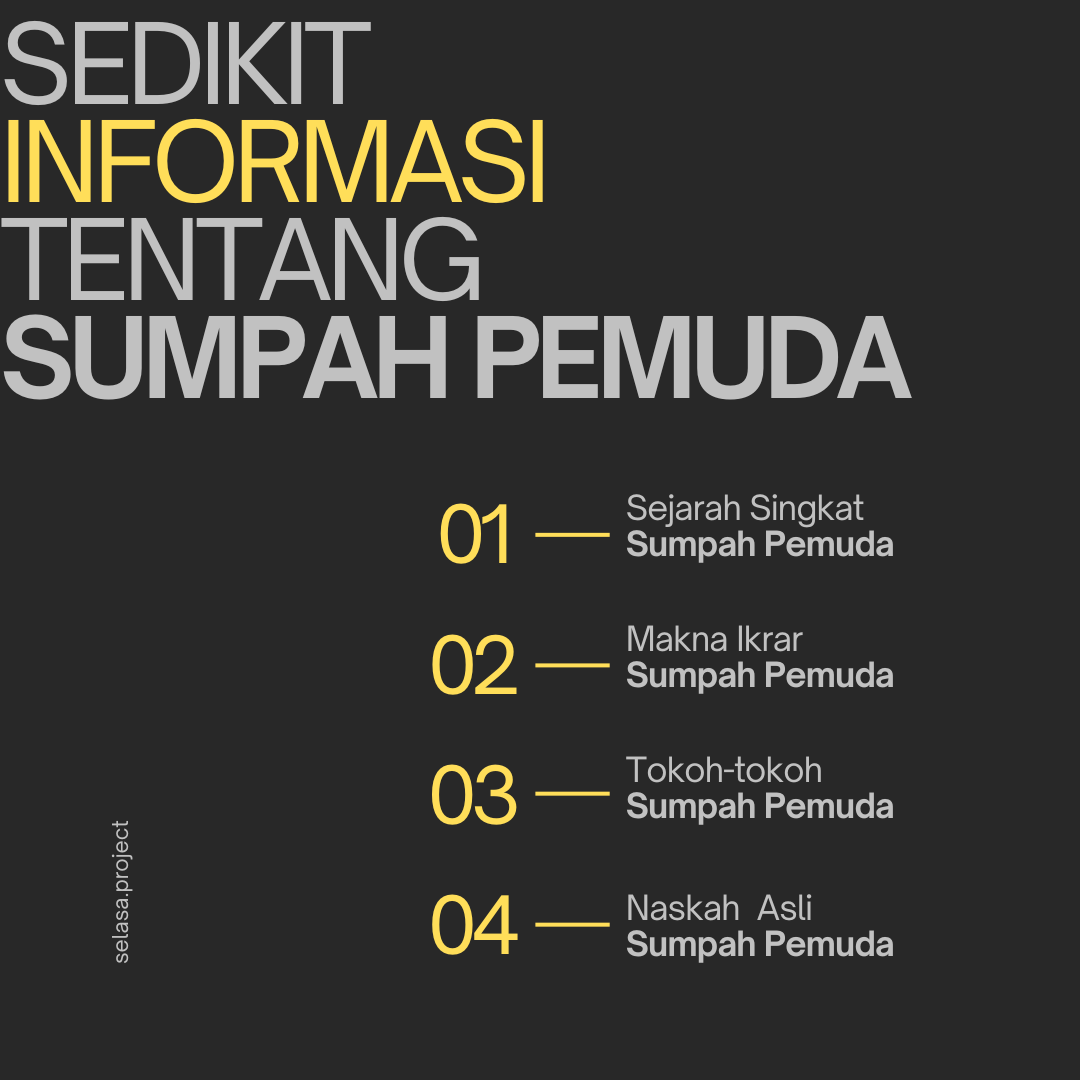 SEDIKIT
INFORMASI
TENTANG
SUMPAH PEMUDA
01
Sejarah Singkat
Sumpah Pemuda
02
Makna Ikrar
Sumpah Pemuda
03
Tokoh-tokoh
Sumpah Pemuda
04
Naskah  Asli
Sumpah Pemuda
selasa.project